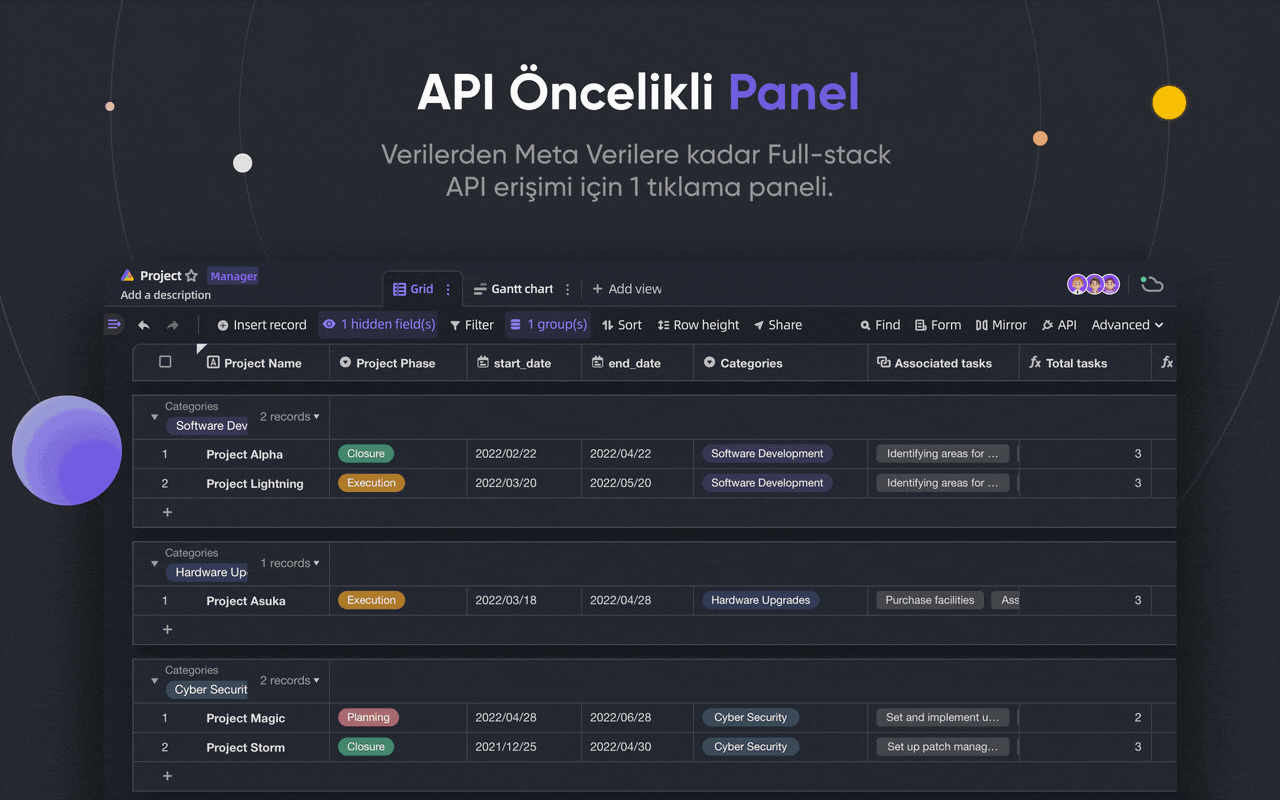 API Öncelikli Panel
Verilerden Meta Verilere kadar Full-stack
API erişimi için 1 tıklama paneli.
Project Manager
Add a description
Grid Gantt chart + Add view
Insert record 1 hidden field(s) Filter 1 group(s) Sort Row height Share Find Form Mirror API Advanced
Project Name Project Phase start_date end_date Categories Associated tasks fx Total tasks fx
Categories
Software Dev 2 records
1 Project Alpha Closure 2022/02/22 2022/04/22 Software Development Identifying areas for ... 3
2 Project Lightning Execution 2022/03/20 2022/05/20 Software Development Identifying areas for ... 3
+
Categories
Hardware Up 1 records
1 Project Asuka Execution 2022/03/18 2022/04/28 Hardware Upgrades Purchase facilities Ass 3
+
Categories
Cyber Securit 2 records
1 Project Magic Planning 2022/04/28 2022/06/28 Cyber Security Set and implement u... 2
2 Project Storm Closure 2021/12/25 2022/04/30 Cyber Security Set up patch manag... 3
+